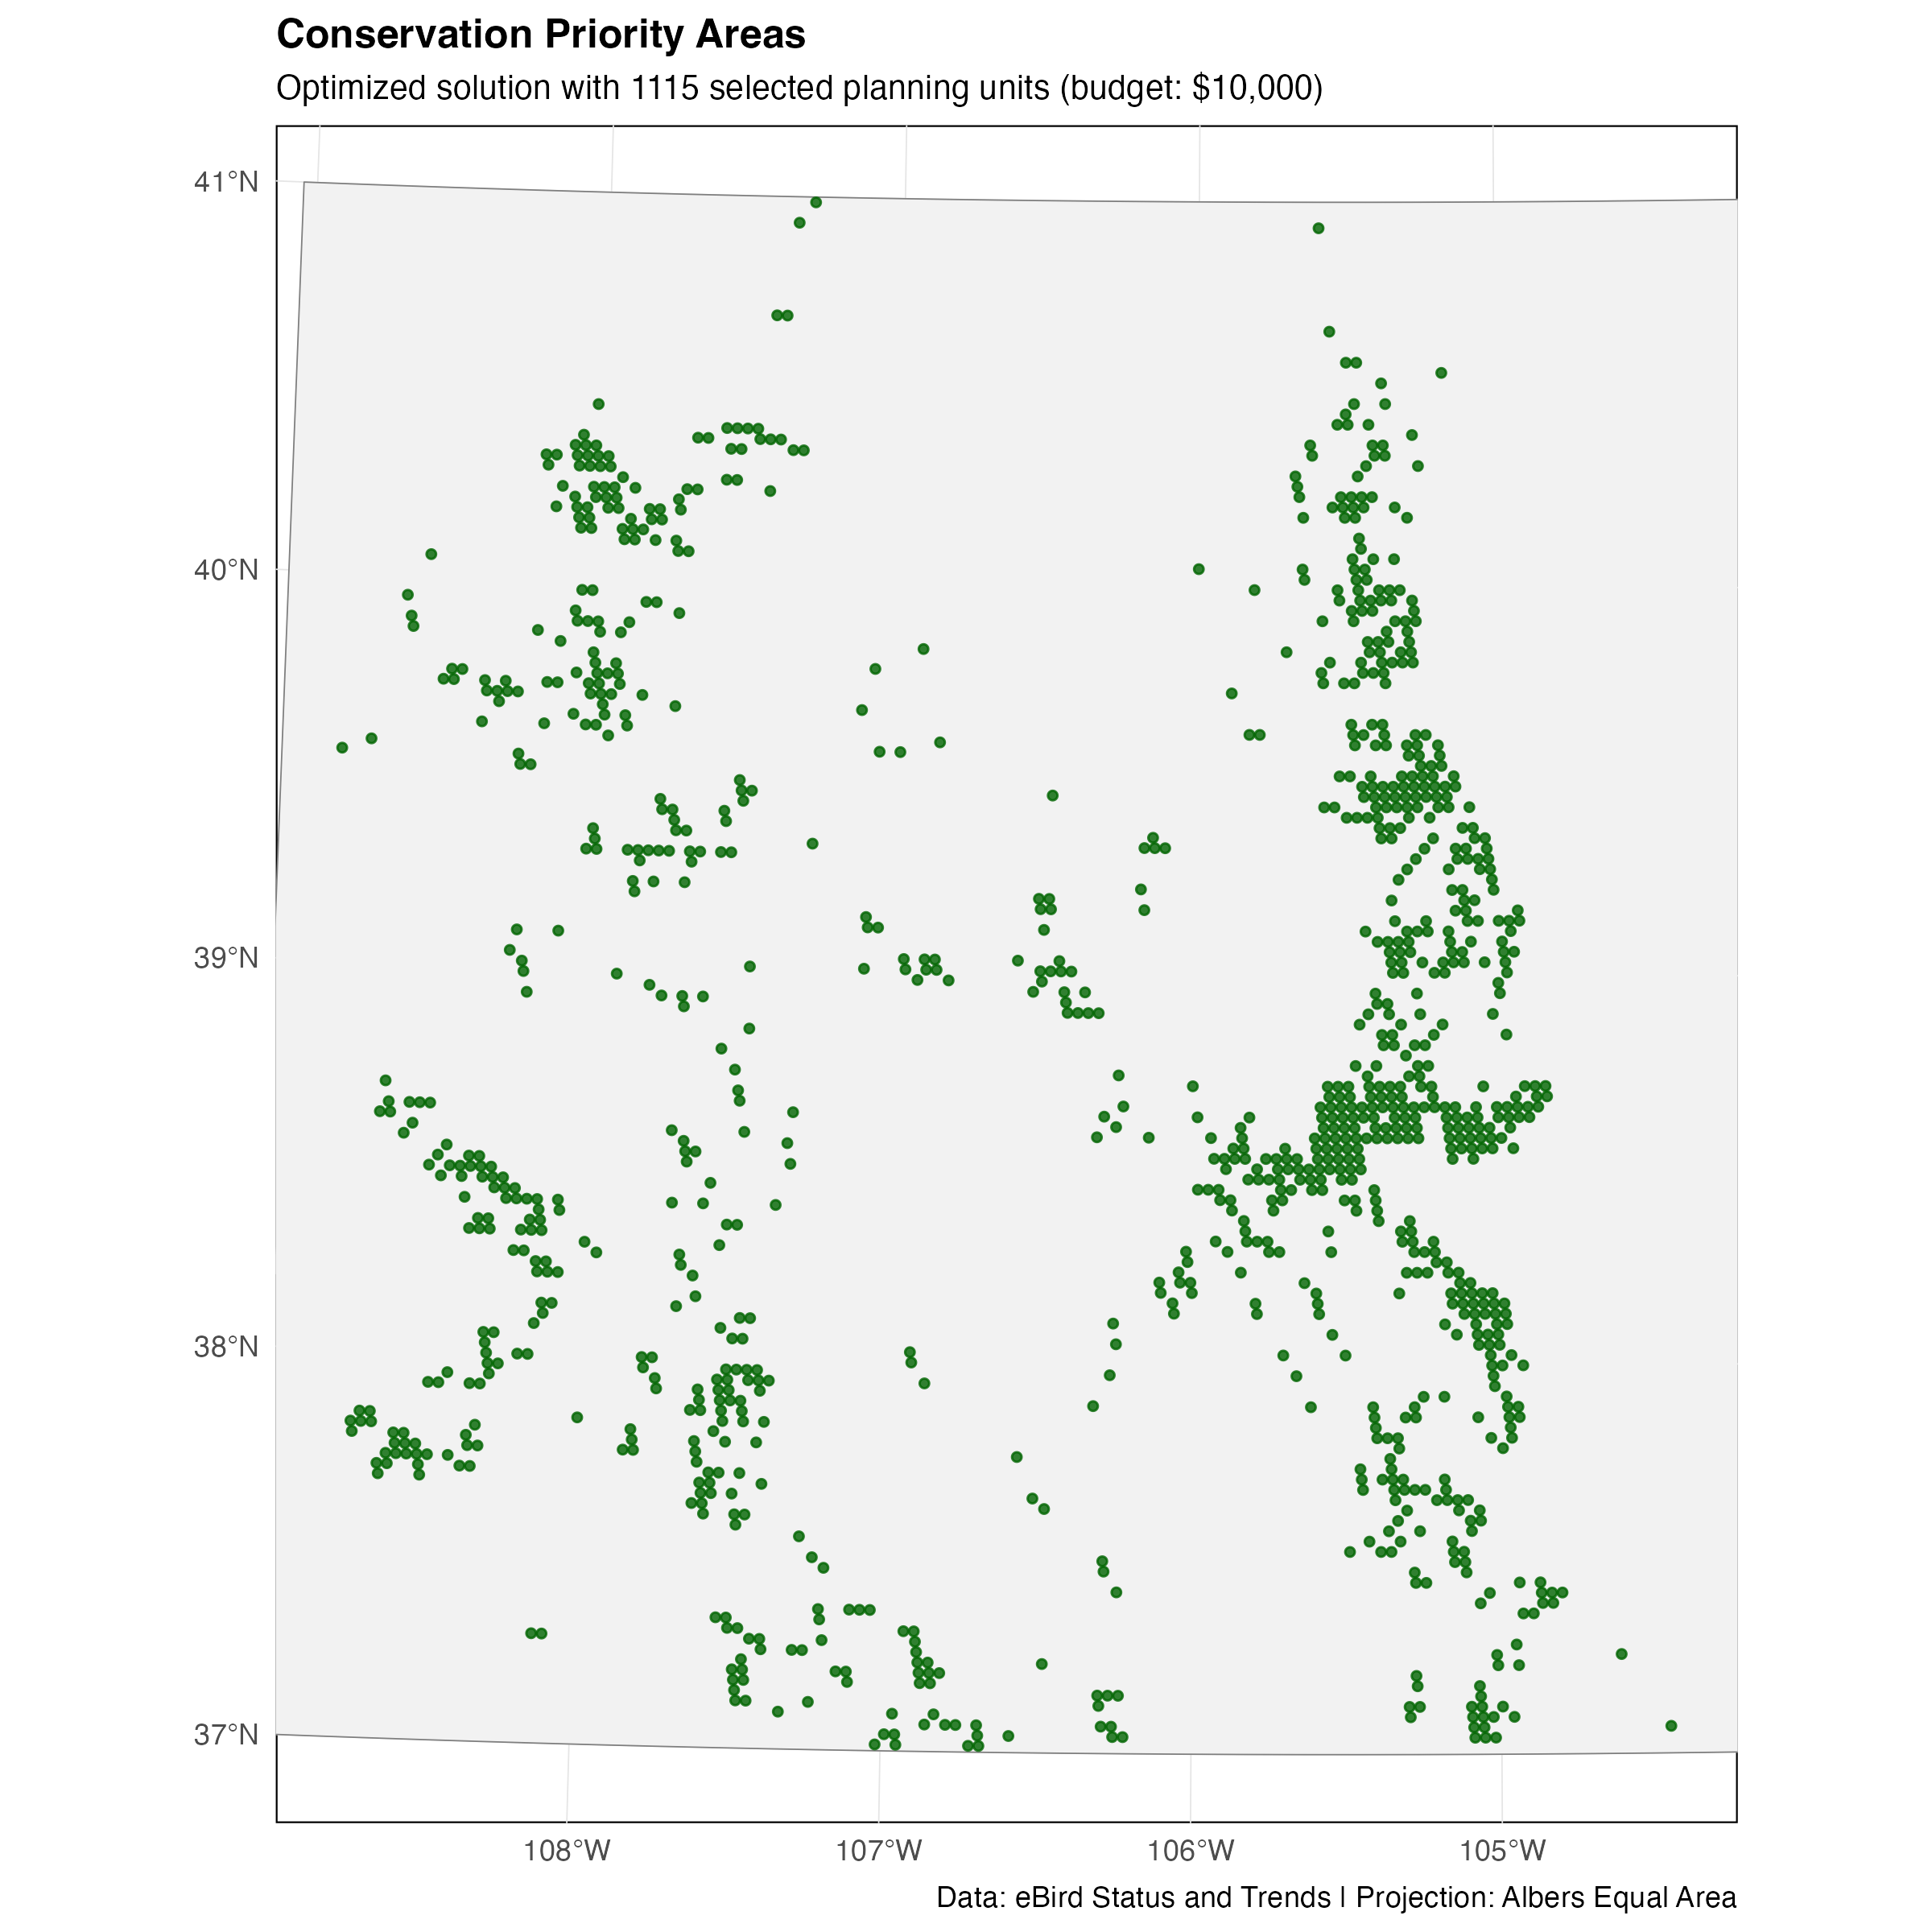 Conservation Priority Areas
Optimized solution with 1115 selected planning units (budget: $10,000)
41°N
40°N
39°N
38°N
37°N
108°W
107°W
106°W
105°W
Data: eBird Status and Trends | Projection: Albers Equal Area